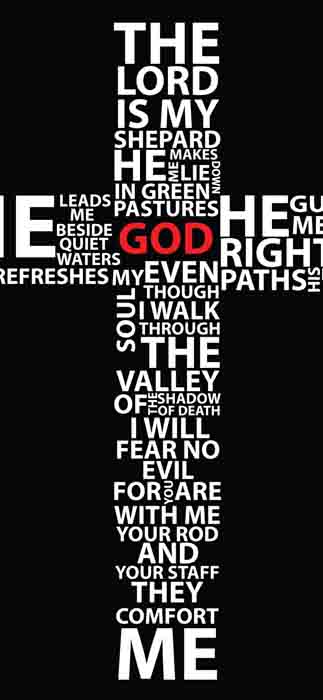 THE
LORD
IS MY
SHEPARD
HE MAKES
ME LIE DOWN
IN GREEN
PASTURES
HE LEADS
ME
BESIDE
QUIET
WATERS
REFRESHES MY
SOUL
GOD
HE GU
ME
RIGHT
PATHS HIS
EVEN
THOUGH
I WALK
THROUGH
THE
VALLEY
OF THE SHADOW
OF DEATH
I WILL
FEAR NO
EVIL
FOR YOU ARE
WITH ME
YOUR ROD
AND
YOUR STAFF
THEY
COMFORT
ME